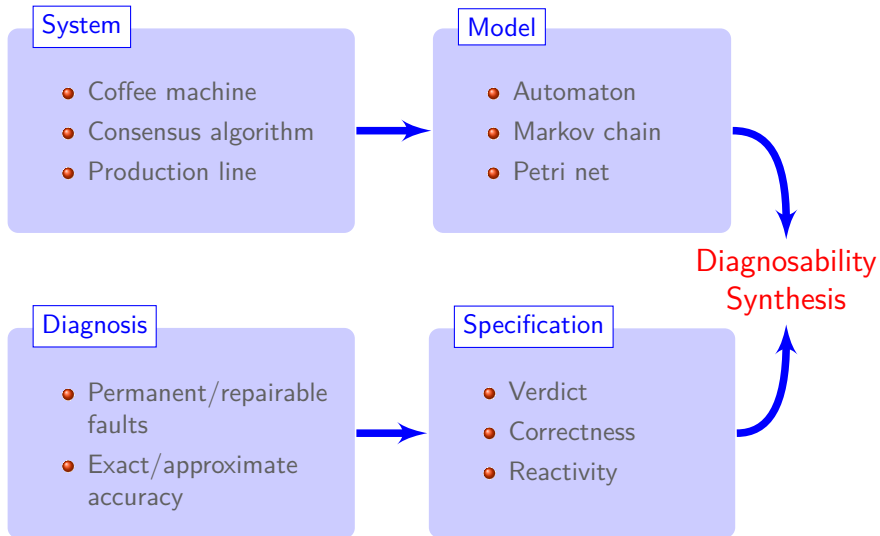 System
Coffee machine
Consensus algorithm
Production line
Model
Automaton
Markov chain
Petri net
Diagnosability
Synthesis
Diagnosis
Permanent/repairable
faults
Exact/approximate
accuracy
Specification
Verdict
Correctness
Reactivity